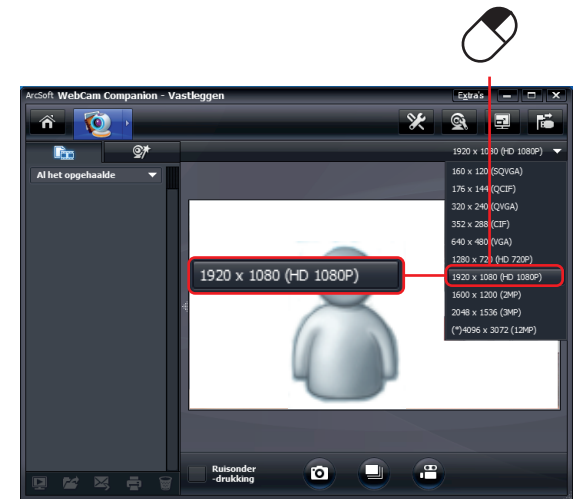 ArcSoft WebCam Companion - Vastleggen
Extra's
1920 x 1080 (HD 1080P)
Al het opgehaalde
160 x 120 (SQVGA)
176 x 144 (QCIF)
320 x 240 (QVGA)
352 x 288 (CIF)
640 x 480 (VGA)
1280 x 720 (HD 720P)
1920 x 1080 (HD 1080P)
1920 x 1080 (HD 1080P)
1600 x 1200 (2MP)
2048 x 1536 (3MP)
(*)4096 x 3072 (12MP)
Ruisonder
-drukking